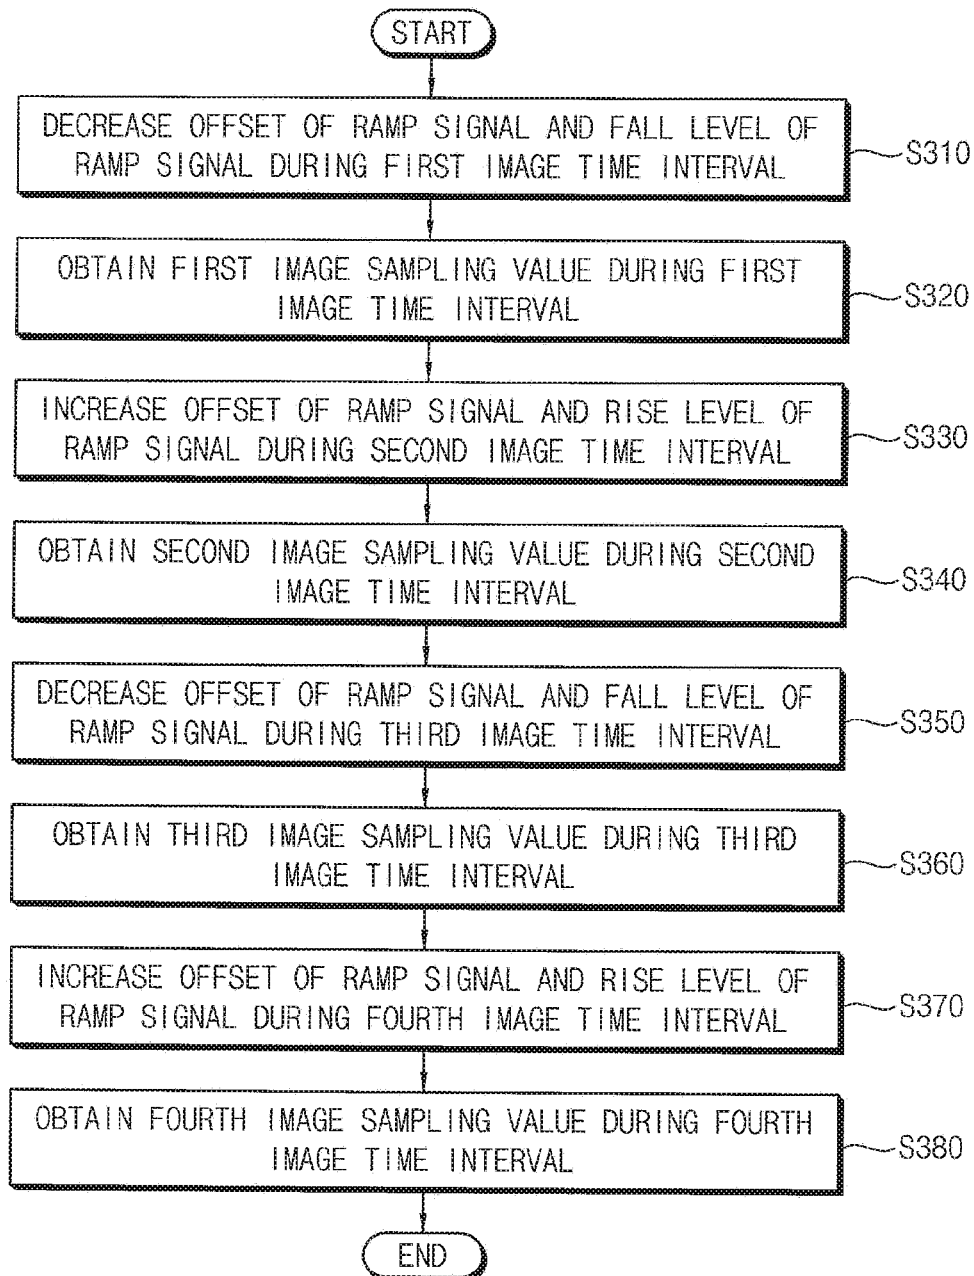 START
DECREASE OFFSET OF RAMP SIGNAL AND FALL LEVEL OF
RAMP SIGNAL DURING FIRST IMAGE TIME INTERVAL
S310
OBTAIN FIRST IMAGE SAMPLING VALUE DURING FIRST
IMAGE TIME INTERVAL
S320
INCREASE OFFSET OF RAMP SIGNAL AND RISE LEVEL OF
RAMP SIGNAL DURING SECOND IMAGE TIME INTERVAL
S330
OBTAIN SECOND IMAGE SAMPLING VALUE DURING SECOND
IMAGE TIME INTERVAL
S340
DECREASE OFFSET OF RAMP SIGNAL AND FALL LEVEL OF
RAMP SIGNAL DURING THIRD IMAGE TIME INTERVAL
S350
OBTAIN THIRD IMAGE SAMPLING VALUE DURING THIRD
IMAGE TIME INTERVAL
S360
INCREASE OFFSET OF RAMP SIGNAL AND RISE LEVEL OF
RAMP SIGNAL DURING FOURTH IMAGE TIME INTERVAL
S370
OBTAIN FOURTH IMAGE SAMPLING VALUE DURING FOURTH
IMAGE TIME INTERVAL
S380
END